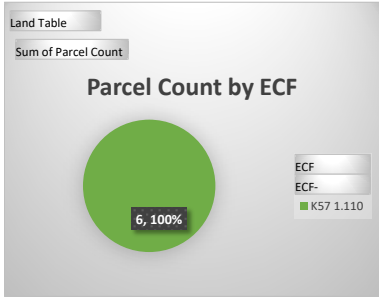 Land Table
Sum of Parcel Count
Parcel Count by ECF
6, 100%
ECF
ECF-
K57 1.110